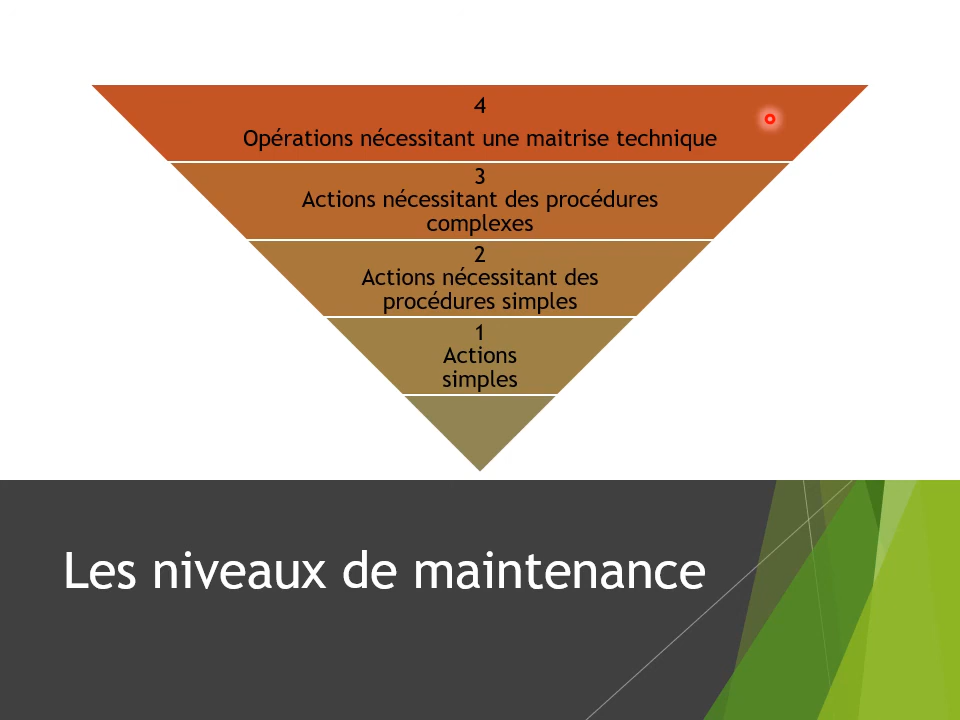 4
Opérations nécessitant une maitrise technique
3
Actions nécessitant des procédures
complexes
2
Actions nécessitant des
procédures simples
1
Actions
simples
Les niveaux de maintenance